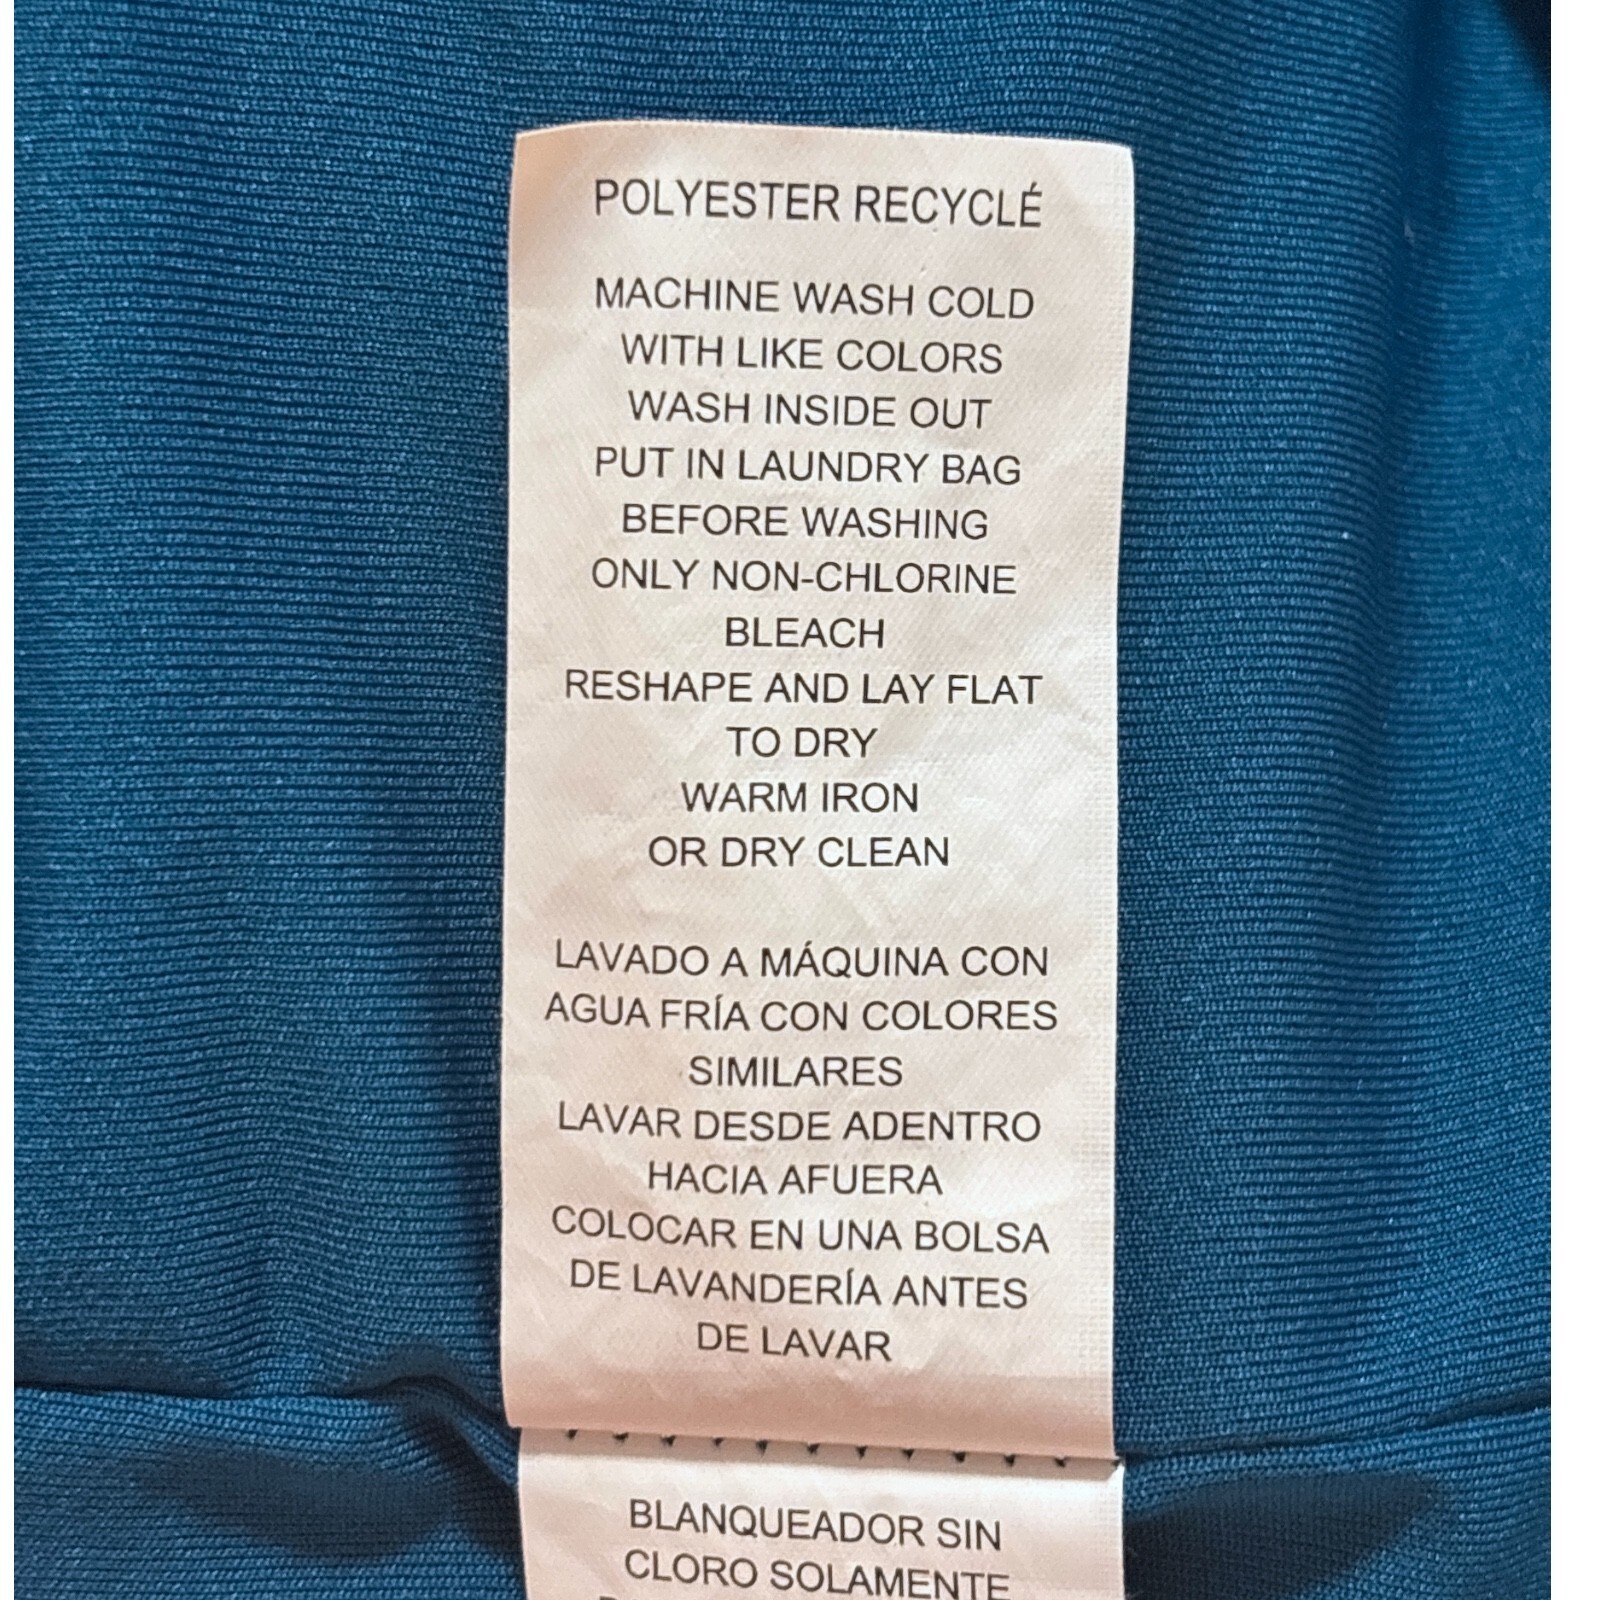 POLYESTER RECYCLÉ
MACHINE WASH COLD
WITH LIKE COLORS
WASH INSIDE OUT
PUT IN LAUNDRY BAG
BEFORE WASHING
ONLY NON-CHLORINE
BLEACH
RESHAPE AND LAY FLAT
TO DRY
WARM IRON
OR DRY CLEAN
LAVADO A MÁQUINA CON
AGUA FRÍA CON COLORES
SIMILARES
LAVAR DESDE ADENTRO
HACIA AFUERA
COLOCAR EN UNA BOLSA
DE LAVANDERÍA ANTES
DE LAVAR
BLANQUEADOR SIN
CLORO SOLAMENTE